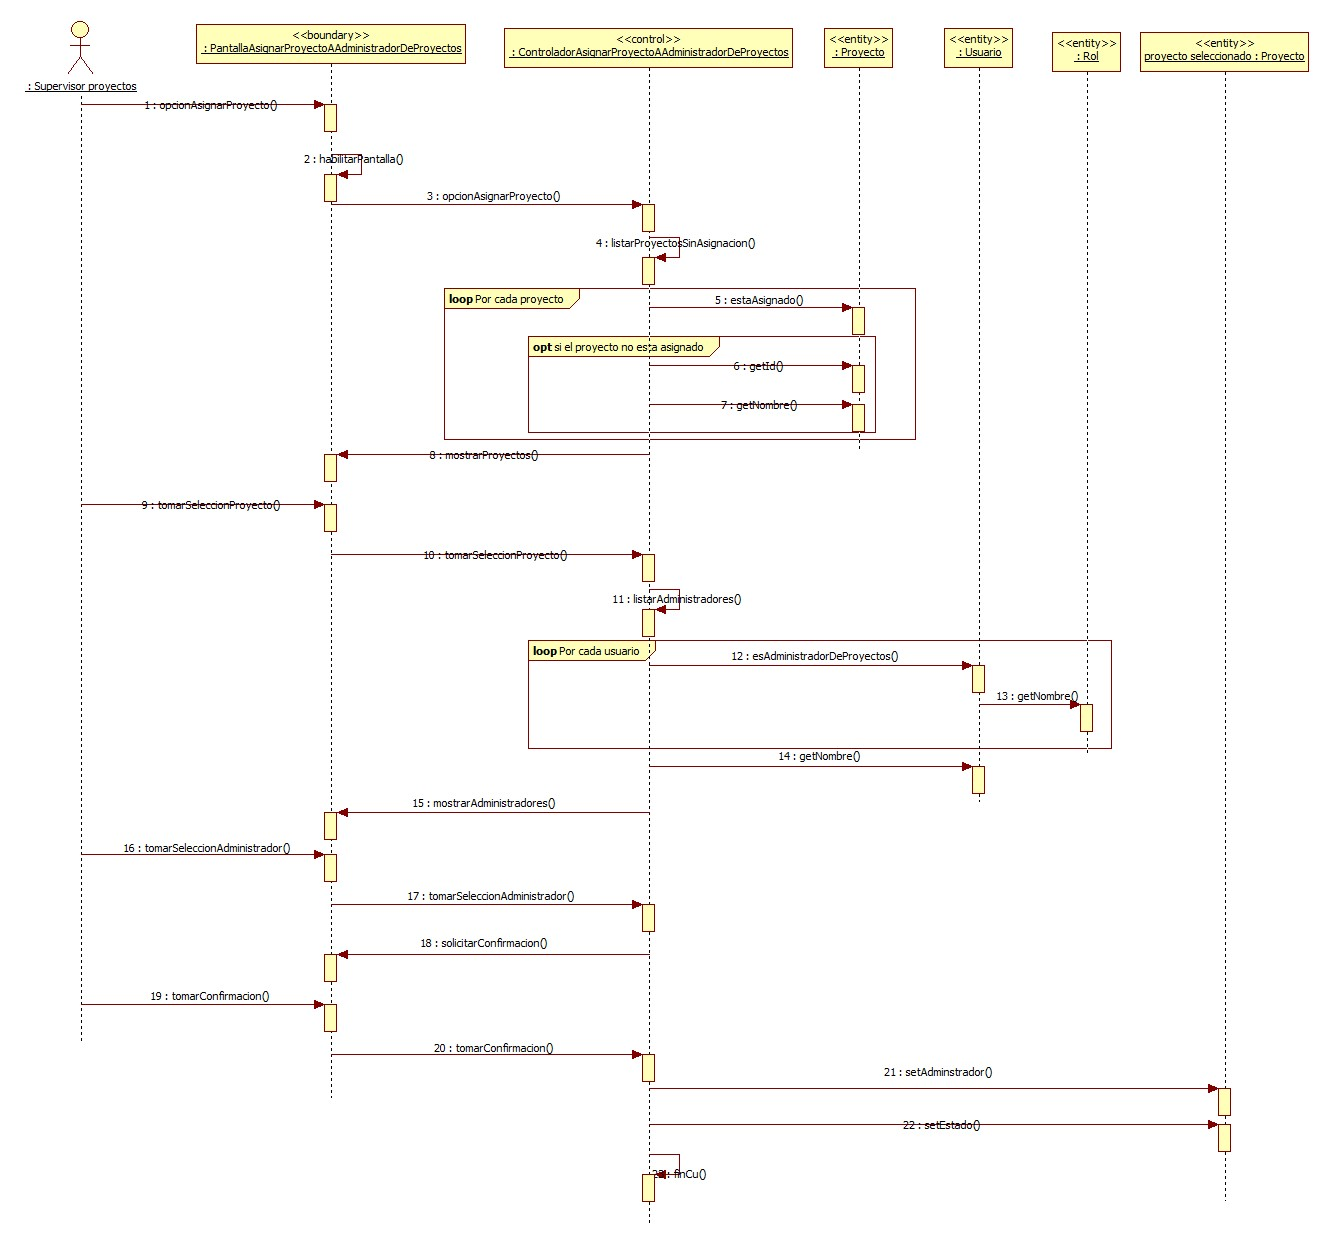 <<boundary>>
: PantallaAsignarProyectoAAdministradorDeProyectos
<<control>>
: ControladorAsignarProyectoAAdministradorDeProyectos
<<entity>>
: Proyecto
<<entity>>
: Usuario
<<entity>>
: Rol
<<entity>>
proyecto seleccionado : Proyecto
: Supervisor proyectos
1 : opcionAsignarProyecto()
2 : habilitarPantalla()
3 : opcionAsignarProyecto()
4 : listarProyectosSinAsignacion()
loop Por cada proyecto
5 : estaAsignado()
opt si el proyecto no esta asignado
6 : getId()
7 : getNombre()
8 : mostrarProyectos()
9 : tomarSeleccionProyecto()
10 : tomarSeleccionProyecto()
11 : listarAdministradores()
loop Por cada usuario
12 : esAdministradorDeProyectos()
13 : getNombre()
14 : getNombre()
15 : mostrarAdministradores()
16 : tomarSeleccionAdministrador()
17 : tomarSeleccionAdministrador()
18 : solicitarConfirmacion()
19 : tomarConfirmacion()
20 : tomarConfirmacion()
21 : setAdminstrador()
22 : setEstado()
23 : finCu()